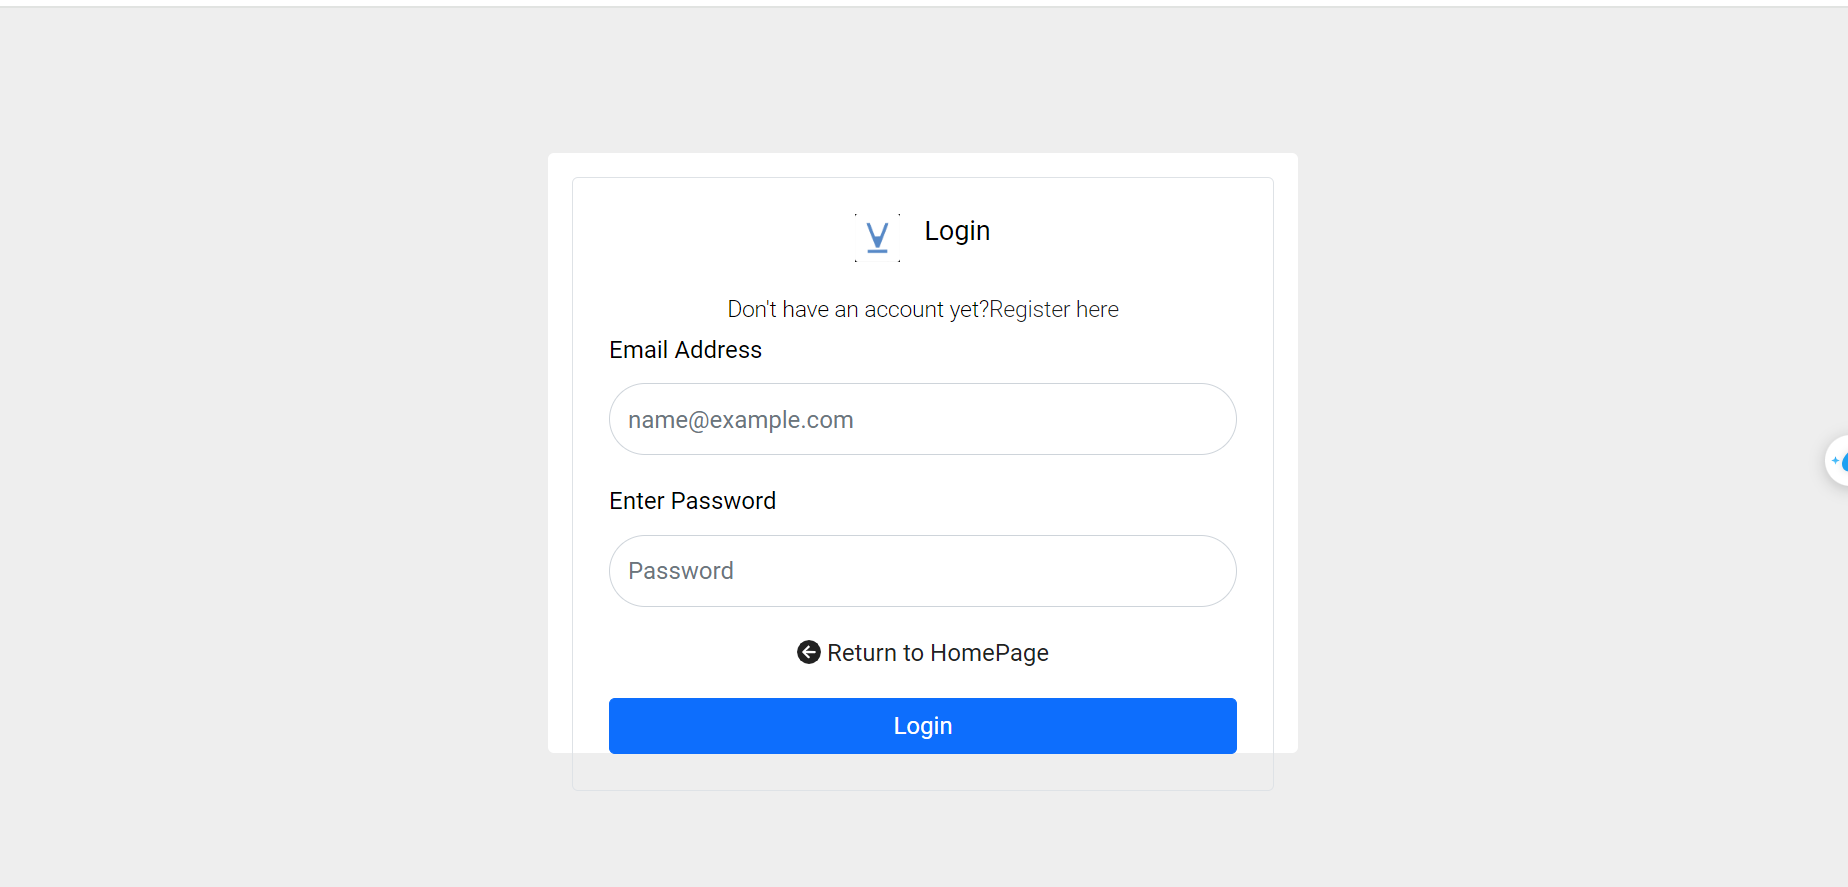 Login
Don't have an account yet?Register here
Email Address
name@example.com
Enter Password
Password
Return to HomePage
Login